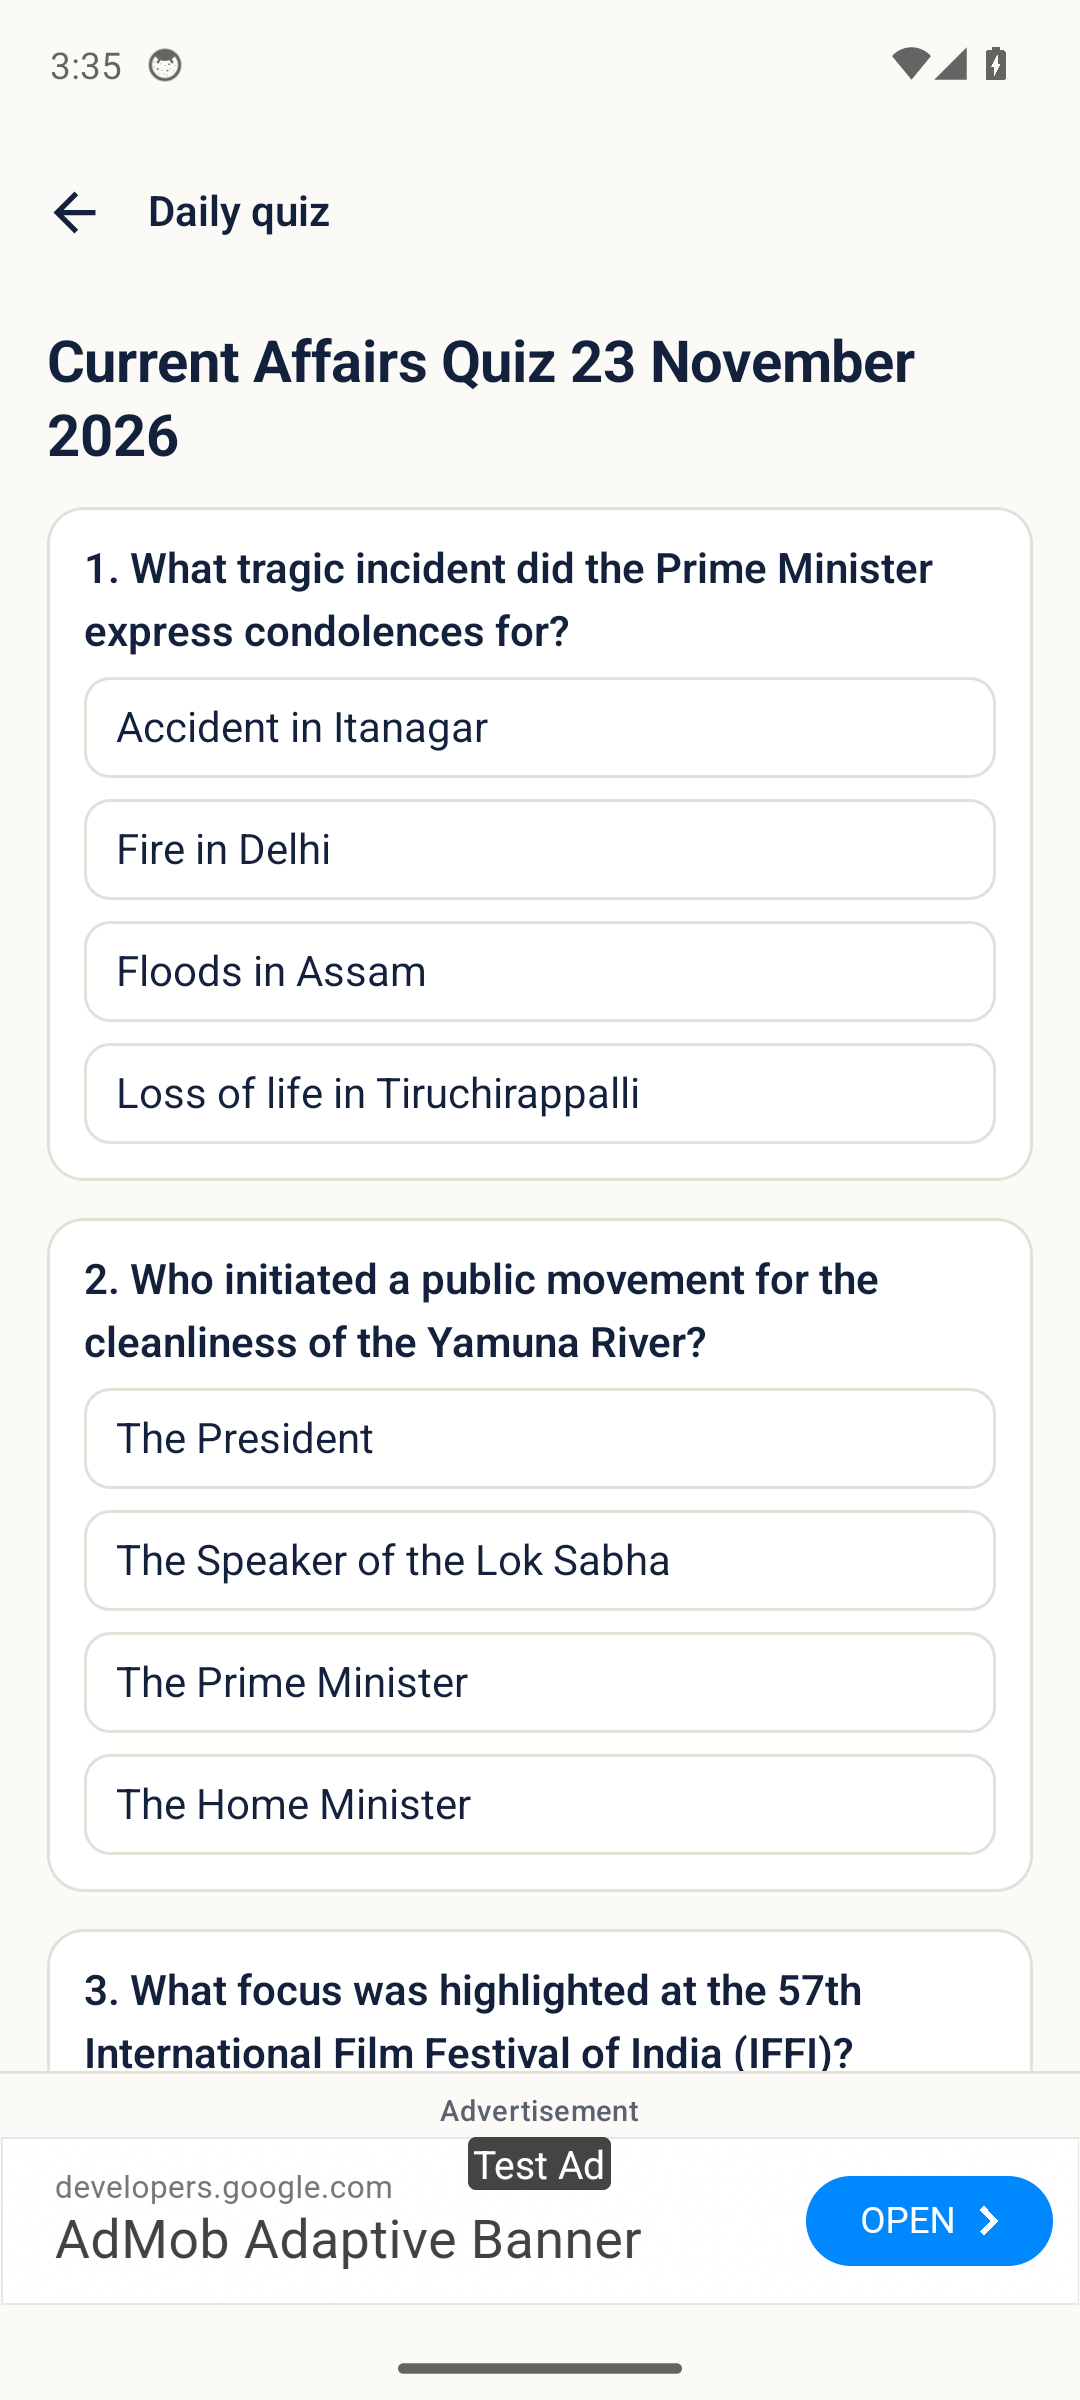 3:35
Daily quiz
Current Affairs Quiz 23 November
2026
1. What tragic incident did the Prime Minister
express condolences for?
Accident in Itanagar
Fire in Delhi
Floods in Assam
Loss of life in Tiruchirappalli
2. Who initiated a public movement for the
cleanliness of the Yamuna River?
The President
The Speaker of the Lok Sabha
The Prime Minister
The Home Minister
3. What focus was highlighted at the 57th
International Film Festival of India (IFFI)?
Advertisement
Test Ad
developers.google.com
AdMob Adaptive Banner
OPEN